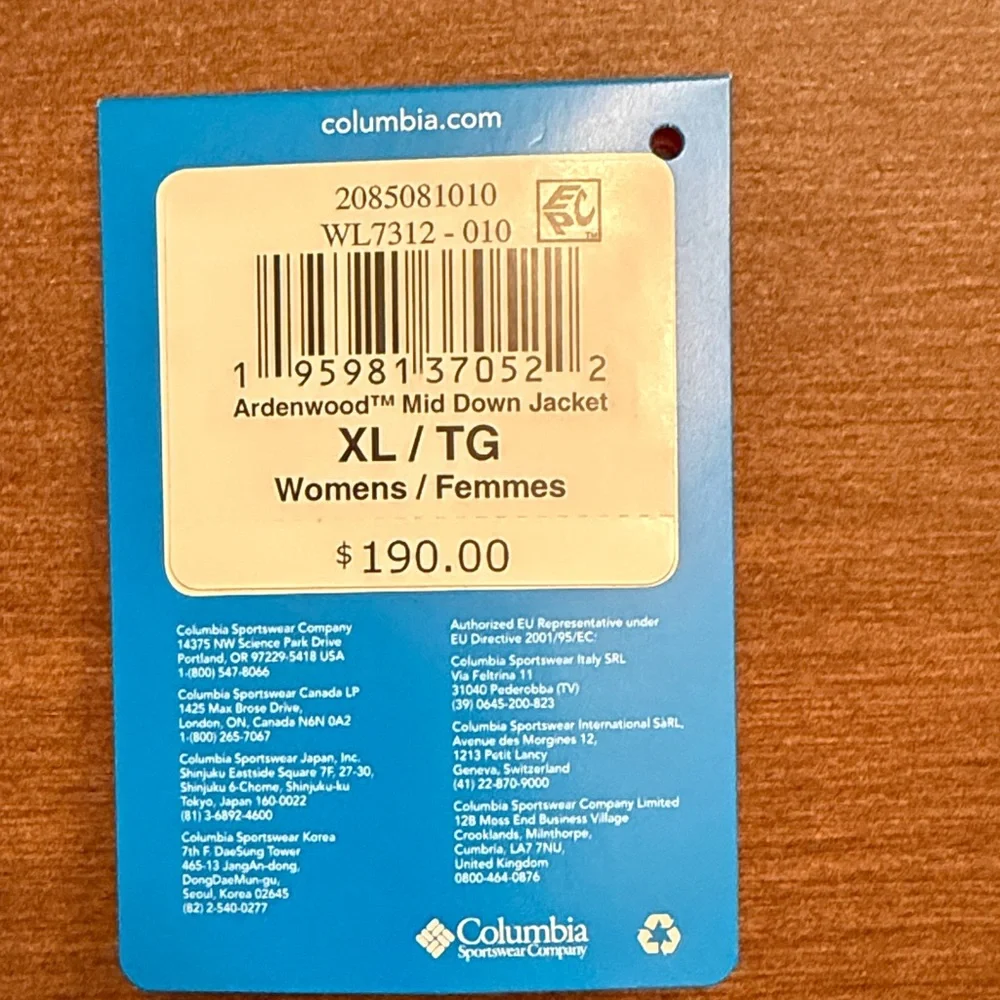 columbia.com
2085081010
WL7312 - 010
EPC TM
1 95981 37052 2
Ardenwood™ Mid Down Jacket
XL / TG
Womens / Femmes
$190.00
Columbia Sportswear Company
14375 NW Science Park Drive
Portland, OR 97229-5418 USA
1-(800) 547-8066
Columbia Sportswear Canada LP
1425 Max Brose Drive,
London, ON, Canada N6N 0A2
1-(800) 265-7067
Columbia Sportswear Japan, Inc.
Shinjuku Eastside Square 7F, 27-30,
Shinjuku 6-Chome, Shinjuku-ku
Tokyo, Japan 160-0022
(81) 3-6892-4600
Columbia Sportswear Korea
7th F. DaeSung Tower
465-13 JangAn-dong,
DongDaeMun-gu,
Seoul, Korea 02645
(82) 2-540-0277
Authorized EU Representative under
EU Directive 2001/95/EC:
Columbia Sportswear Italy SRL
Via Feltrina 11
31040 Pederobba (TV)
(39) 0645-200-823
Columbia Sportswear International SàRL,
Avenue des Morgines 12,
1213 Petit Lancy
Geneva, Switzerland
(41) 22-870-9000
Columbia Sportswear Company Limited
12B Moss End Business Village
Crooklands, Milnthorpe,
Cumbria, LA7 7NU,
United Kingdom
0800-464-0876
Columbia
Sportswear Company